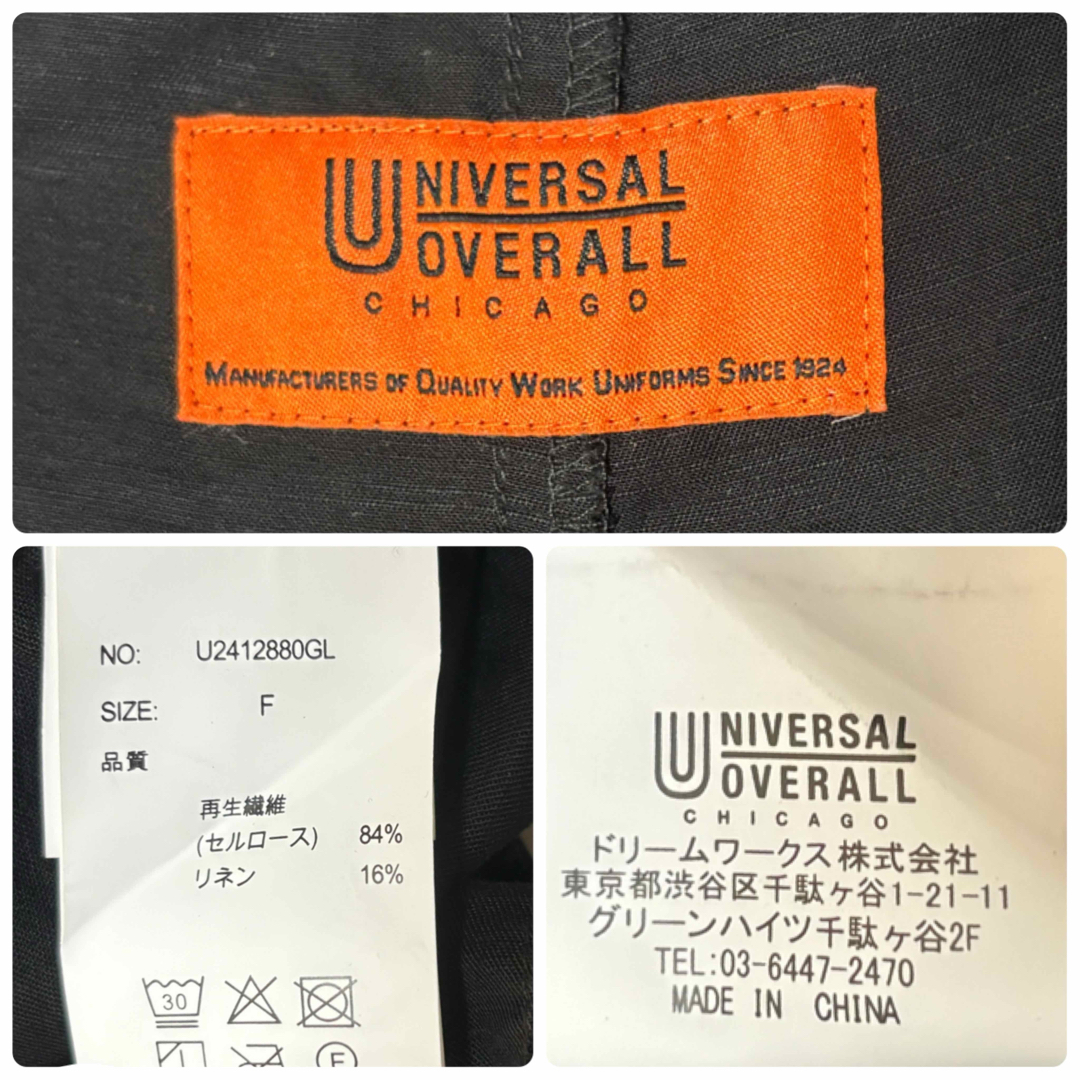 UNIVERSAL
OVERALL
CHICAGO
MANUFACTURERS OF QUALITY WORK UNIFORMS SINCE 1924
NO: U2412880GL
SIZE: F
品質
再生繊維
(セルロース) 84%
リネン 16%
30
F
UNIVERSAL
OVERALL
CHICAGO
ドリームワークス株式会社
東京都渋谷区千駄ヶ谷1-21-11
グリーンハイツ千駄ヶ谷2F
TEL:03-6447-2470
MADE IN CHINA